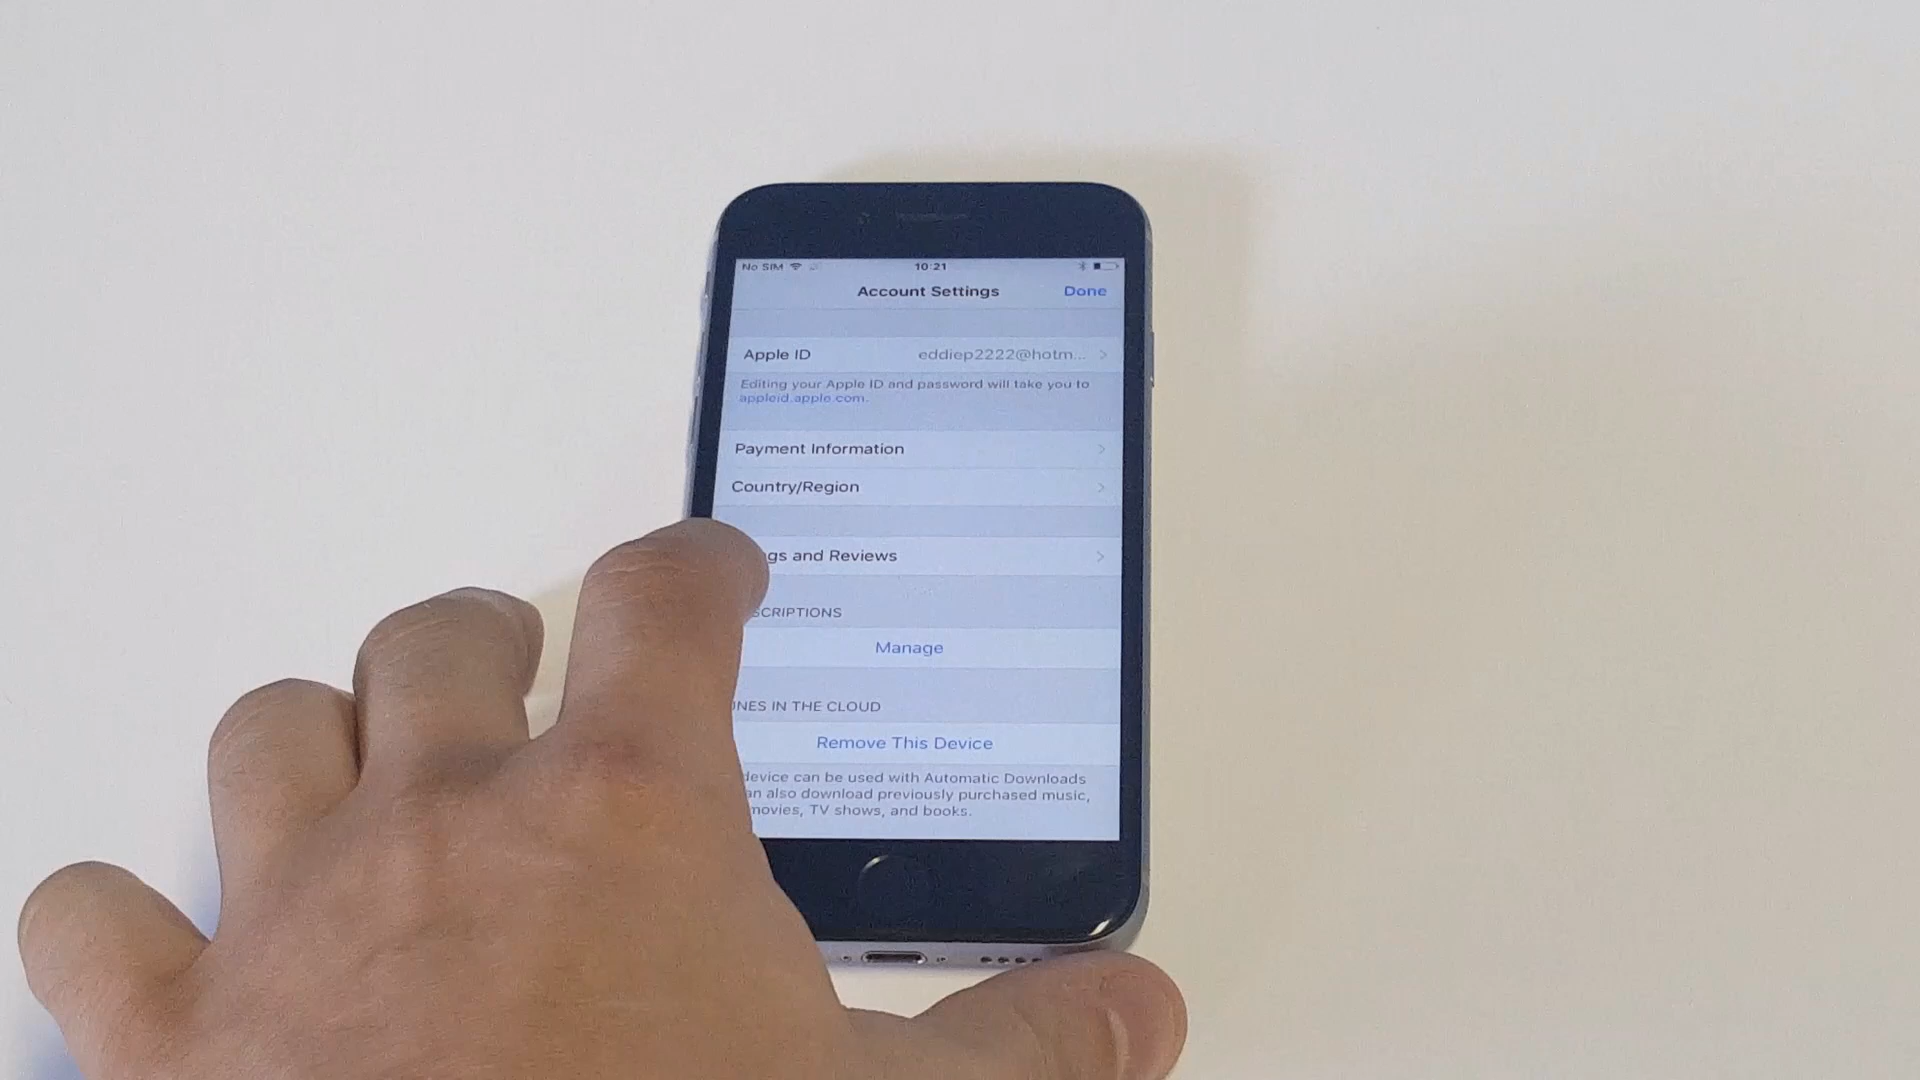 No SIM 10:21
Account Settings Done
Apple ID eddiep2222@hotm...
Editing your Apple ID and password will take you to
appleid.apple.com.
Payment Information
Country/Region
gs and Reviews
SCRIPTIONS
Manage
UNES IN THE CLOUD
Remove This Device
device can be used with Automatic Downloads
an also download previously purchased music,
movies, TV shows, and books.